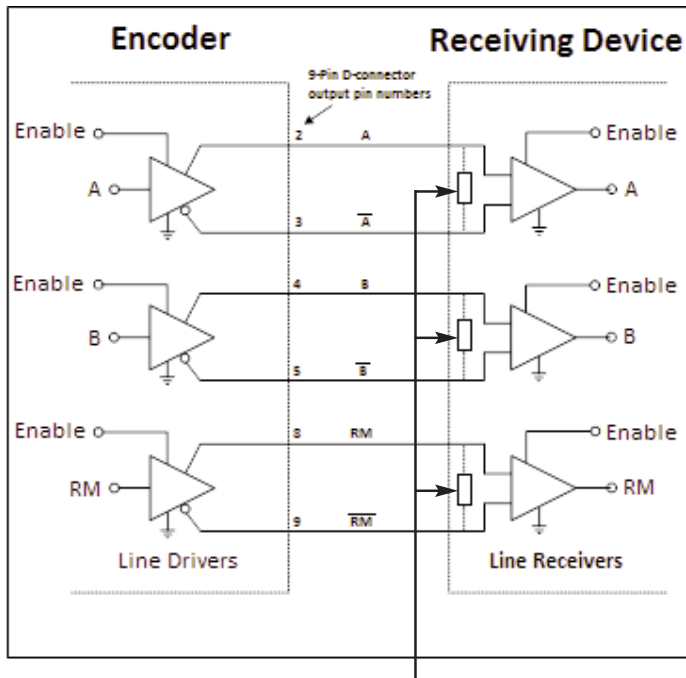 Encoder
Receiving Device
9-Pin D-connector
output pin numbers
Enable
2 A
Enable
A
A
3 A̅
Enable
4 B
Enable
B
B
5 B̅
Enable
8 RM
Enable
RM
RM
9 R̅M̅
Line Drivers
Line Receivers